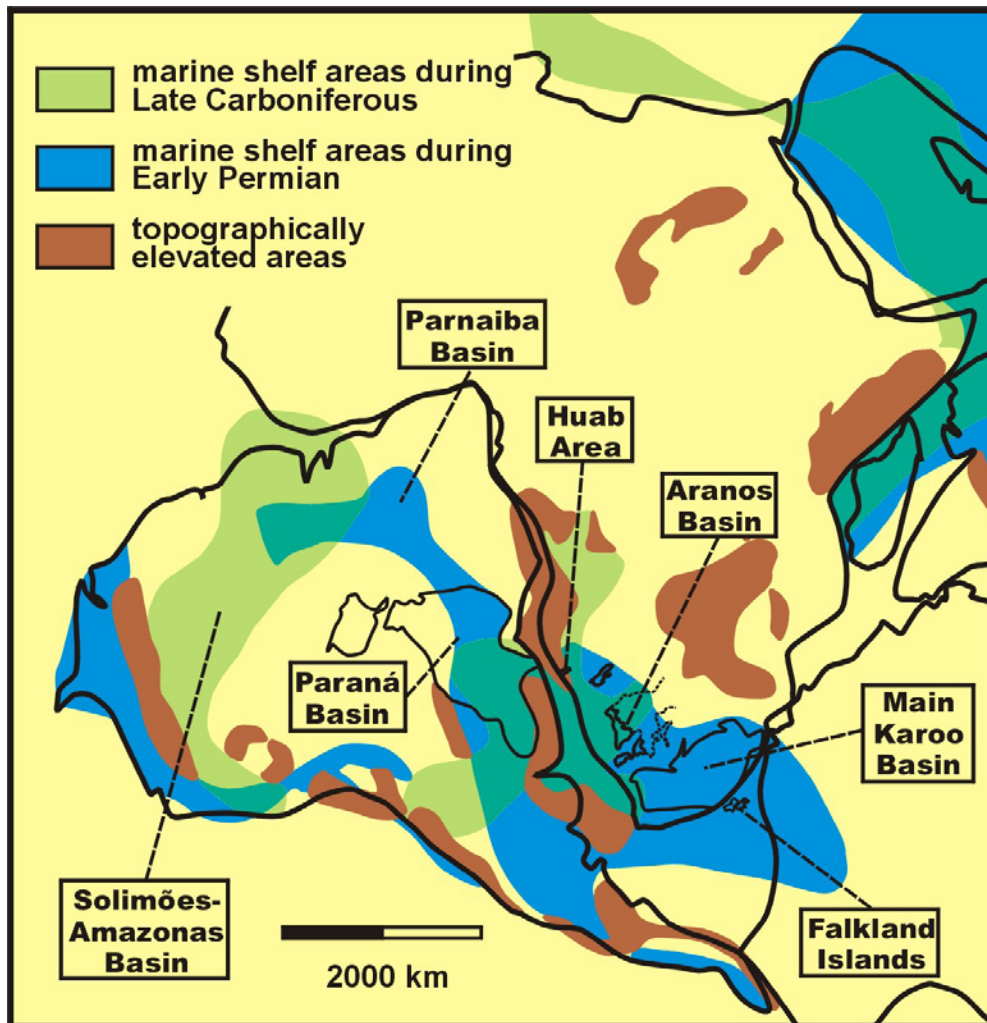 marine shelf areas during
Late Carboniferous
marine shelf areas during
Early Permian
topographically
elevated areas
Parnaiba
Basin
Huab
Area
Aranos
Basin
Paraná
Basin
Main
Karoo
Basin
Solimões-
Amazonas
Basin
Falkland
Islands
2000 km